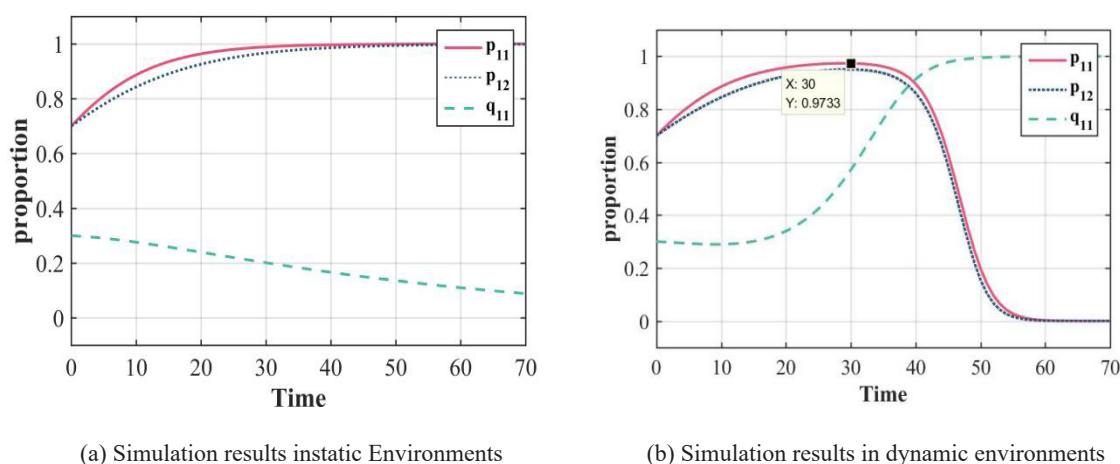 1
0.8
0.6
0.4
0.2
0
proportion
0 10 20 30 40 50 60 70
Time
p11
p12
q11
(a) Simulation results instatic Environments
1
0.8
0.6
0.4
0.2
0
proportion
0 10 20 30 40 50 60 70
Time
X: 30
Y: 0.9733
p11
p12
q11
(b) Simulation results in dynamic environments